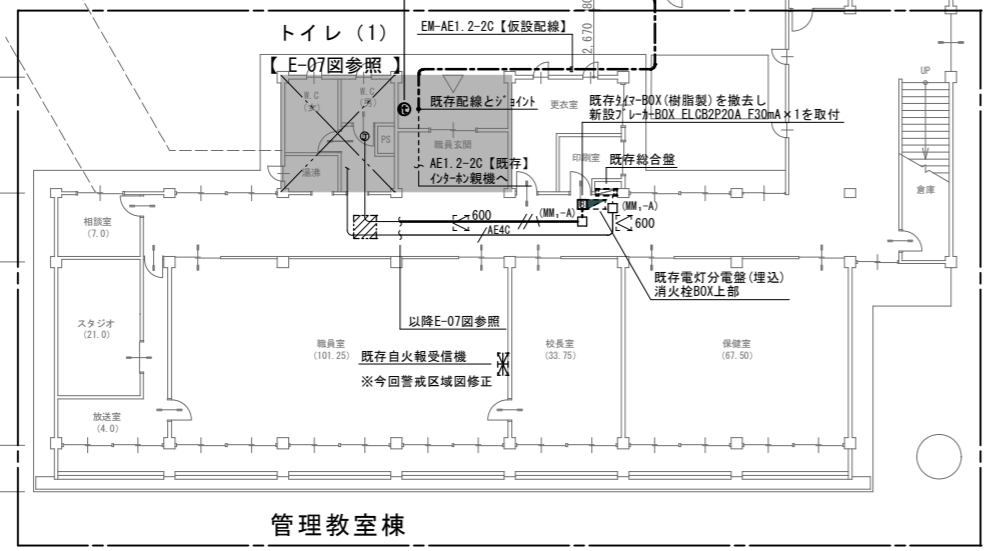 トイレ (1)
【 E-07図参照 】
EM-AE1.2-2C【仮設配線】
2,670
W.C
(女)
W.C
(男)
PS
湯沸
既存配線とジョイント
職員玄関
AE1.2-2C【既存】
インターホン親機へ
更衣室
印刷室
既存タイマーBOX(樹脂製)を撤去し
新設ブレーカーBOX ELCB2P20A F30mA×1を取付
既存総合盤
UP
倉庫
相談室
(7.0)
600
(MM₁-A)
(MM₁-A)
600
AE4C
既存電灯分電盤(埋込)
消火栓BOX上部
スタジオ
(21.0)
以降E-07図参照
職員室
(101.25)
既存自火報受信機
※今回警戒区域図修正
校長室
(33.75)
保健室
(67.50)
放送室
(4.0)
管理教室棟